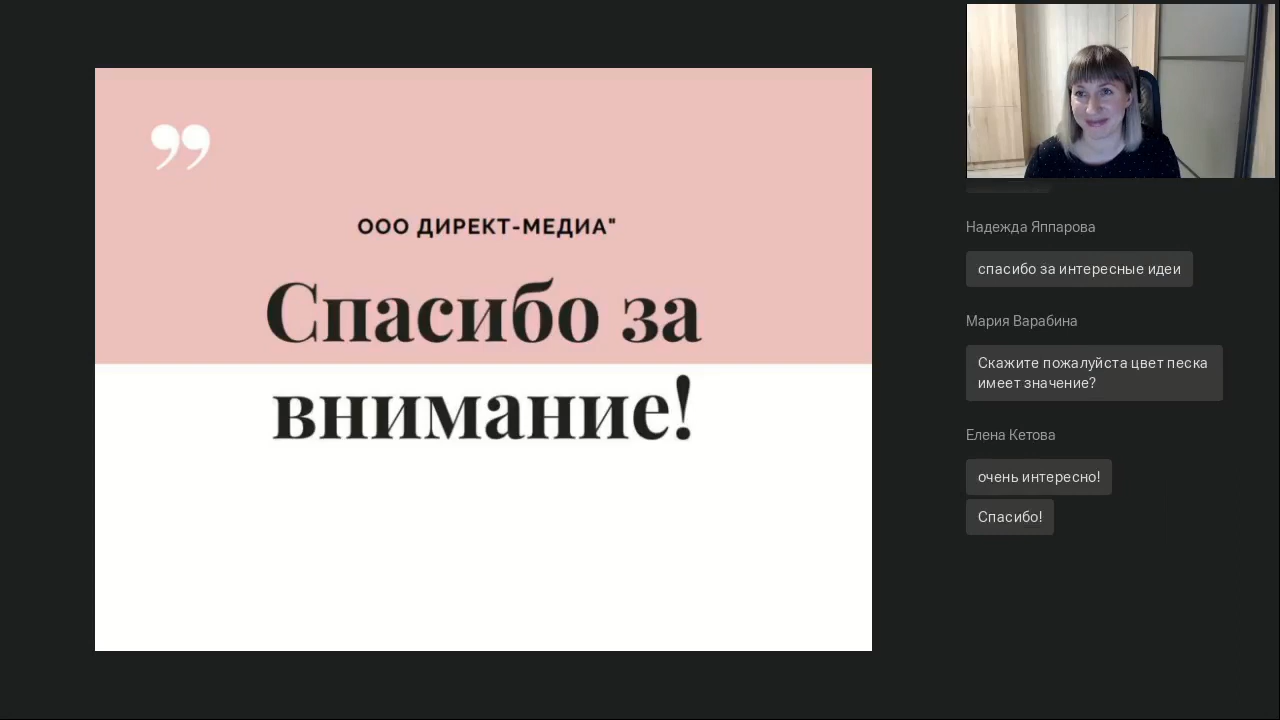 ООО ДИРЕКТ-МЕДИА"
Спасибо за
внимание!
Надежда Яппарова
спасибо за интересные идеи
Мария Варабина
Скажите пожалуйста цвет песка
имеет значение?
Елена Кетова
очень интересно!
Спасибо!